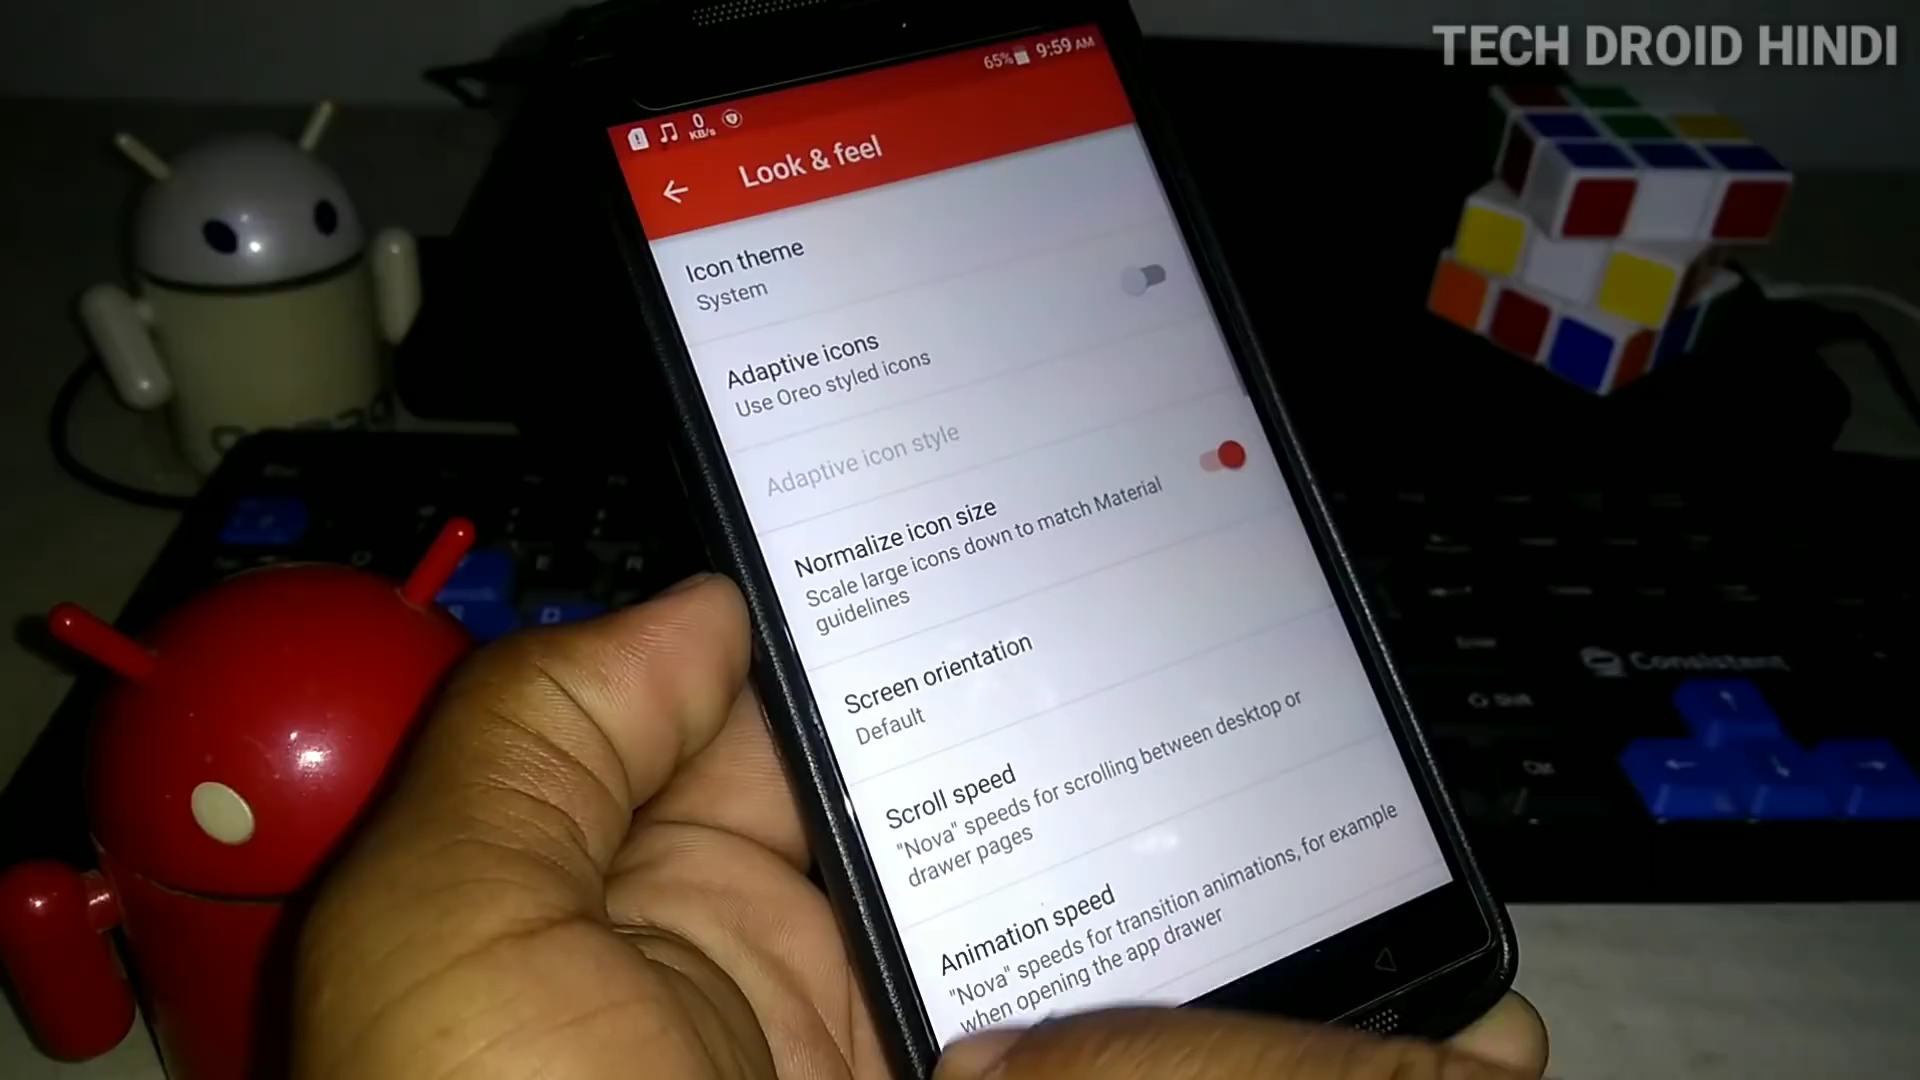 TECH DROID HINDI
65% 9:59 AM
0
KB/s
Look & feel
Icon theme
System
Adaptive icons
Use Oreo styled icons
Adaptive icon style
Normalize icon size
Scale large icons down to match Material
guidelines
Screen orientation
Default
Scroll speed
"Nova" speeds for scrolling between desktop or
drawer pages
Animation speed
"Nova" speeds for transition animations, for example
when opening the app drawer
Consistent
Shift
Ctrl